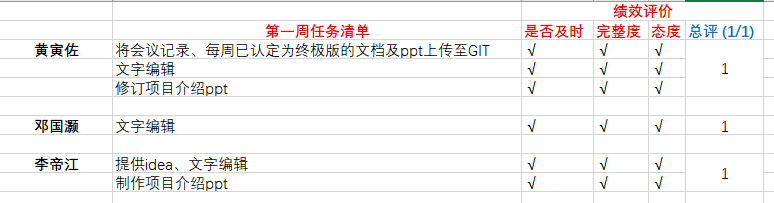 绩效评价
第一周任务清单 是否及时 完整度 态度 总评 (1/1)
黄寅佐 将会议记录、每周已认定为终极版的文档及ppt上传至GIT √ √ √
文字编辑 √ √ √ 1
修订项目介绍ppt √ √ √
邓国灏 文字编辑 √ √ √ 1
李帝江 提供idea、文字编辑 √ √ √ 1
制作项目介绍ppt √ √ √